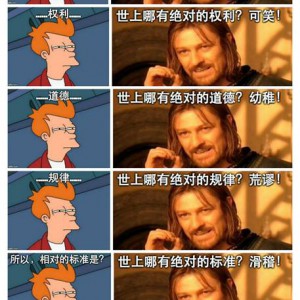 ……权利……
世上哪有绝对的权利？可笑！
……道德……
世上哪有绝对的道德？幼稚！
……规律……
世上哪有绝对的规律？荒谬！
所以、相对的标准是？
世上哪有绝对的标准？滑稽！